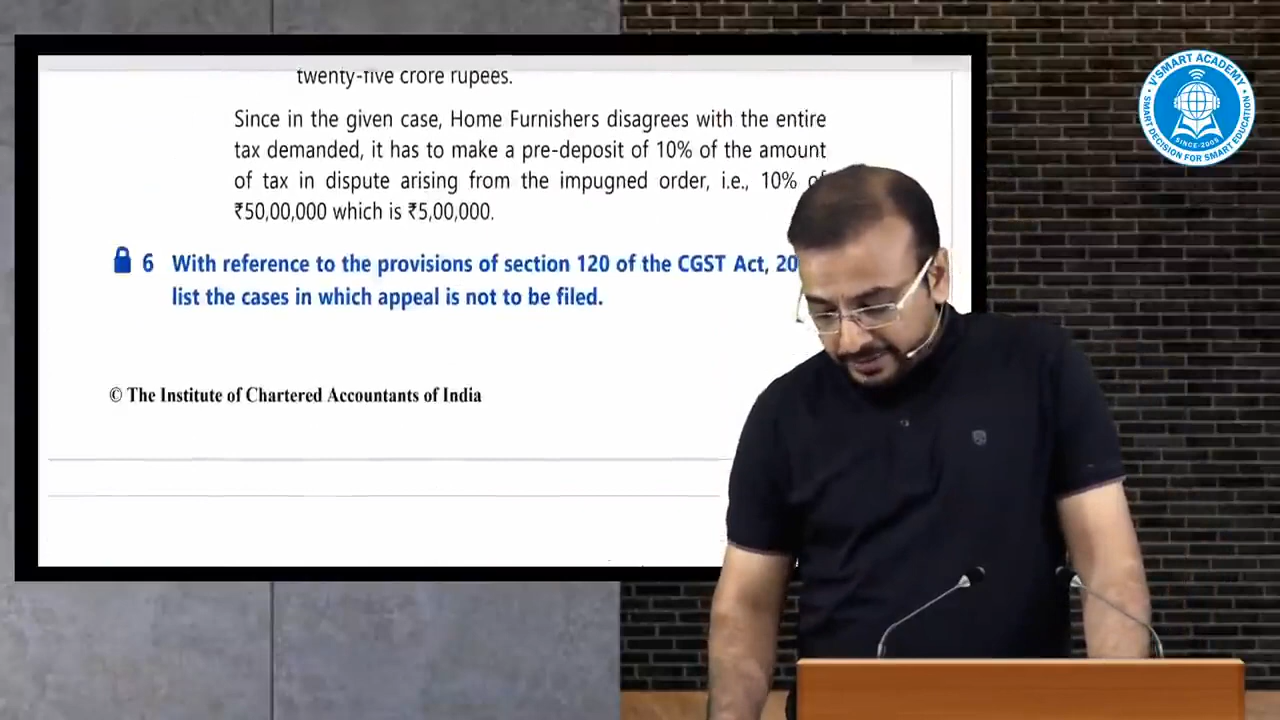 twenty-five crore rupees.
Since in the given case, Home Furnishers disagrees with the entire
tax demanded, it has to make a pre-deposit of 10% of the amount
of tax in dispute arising from the impugned order, i.e., 10% of
₹50,00,000 which is ₹5,00,000.
6 With reference to the provisions of section 120 of the CGST Act, 20
list the cases in which appeal is not to be filed.
© The Institute of Chartered Accountants of India
V'SMART ACADEMY
SINCE-2005
SMART DECISION FOR SMART EDUCATION